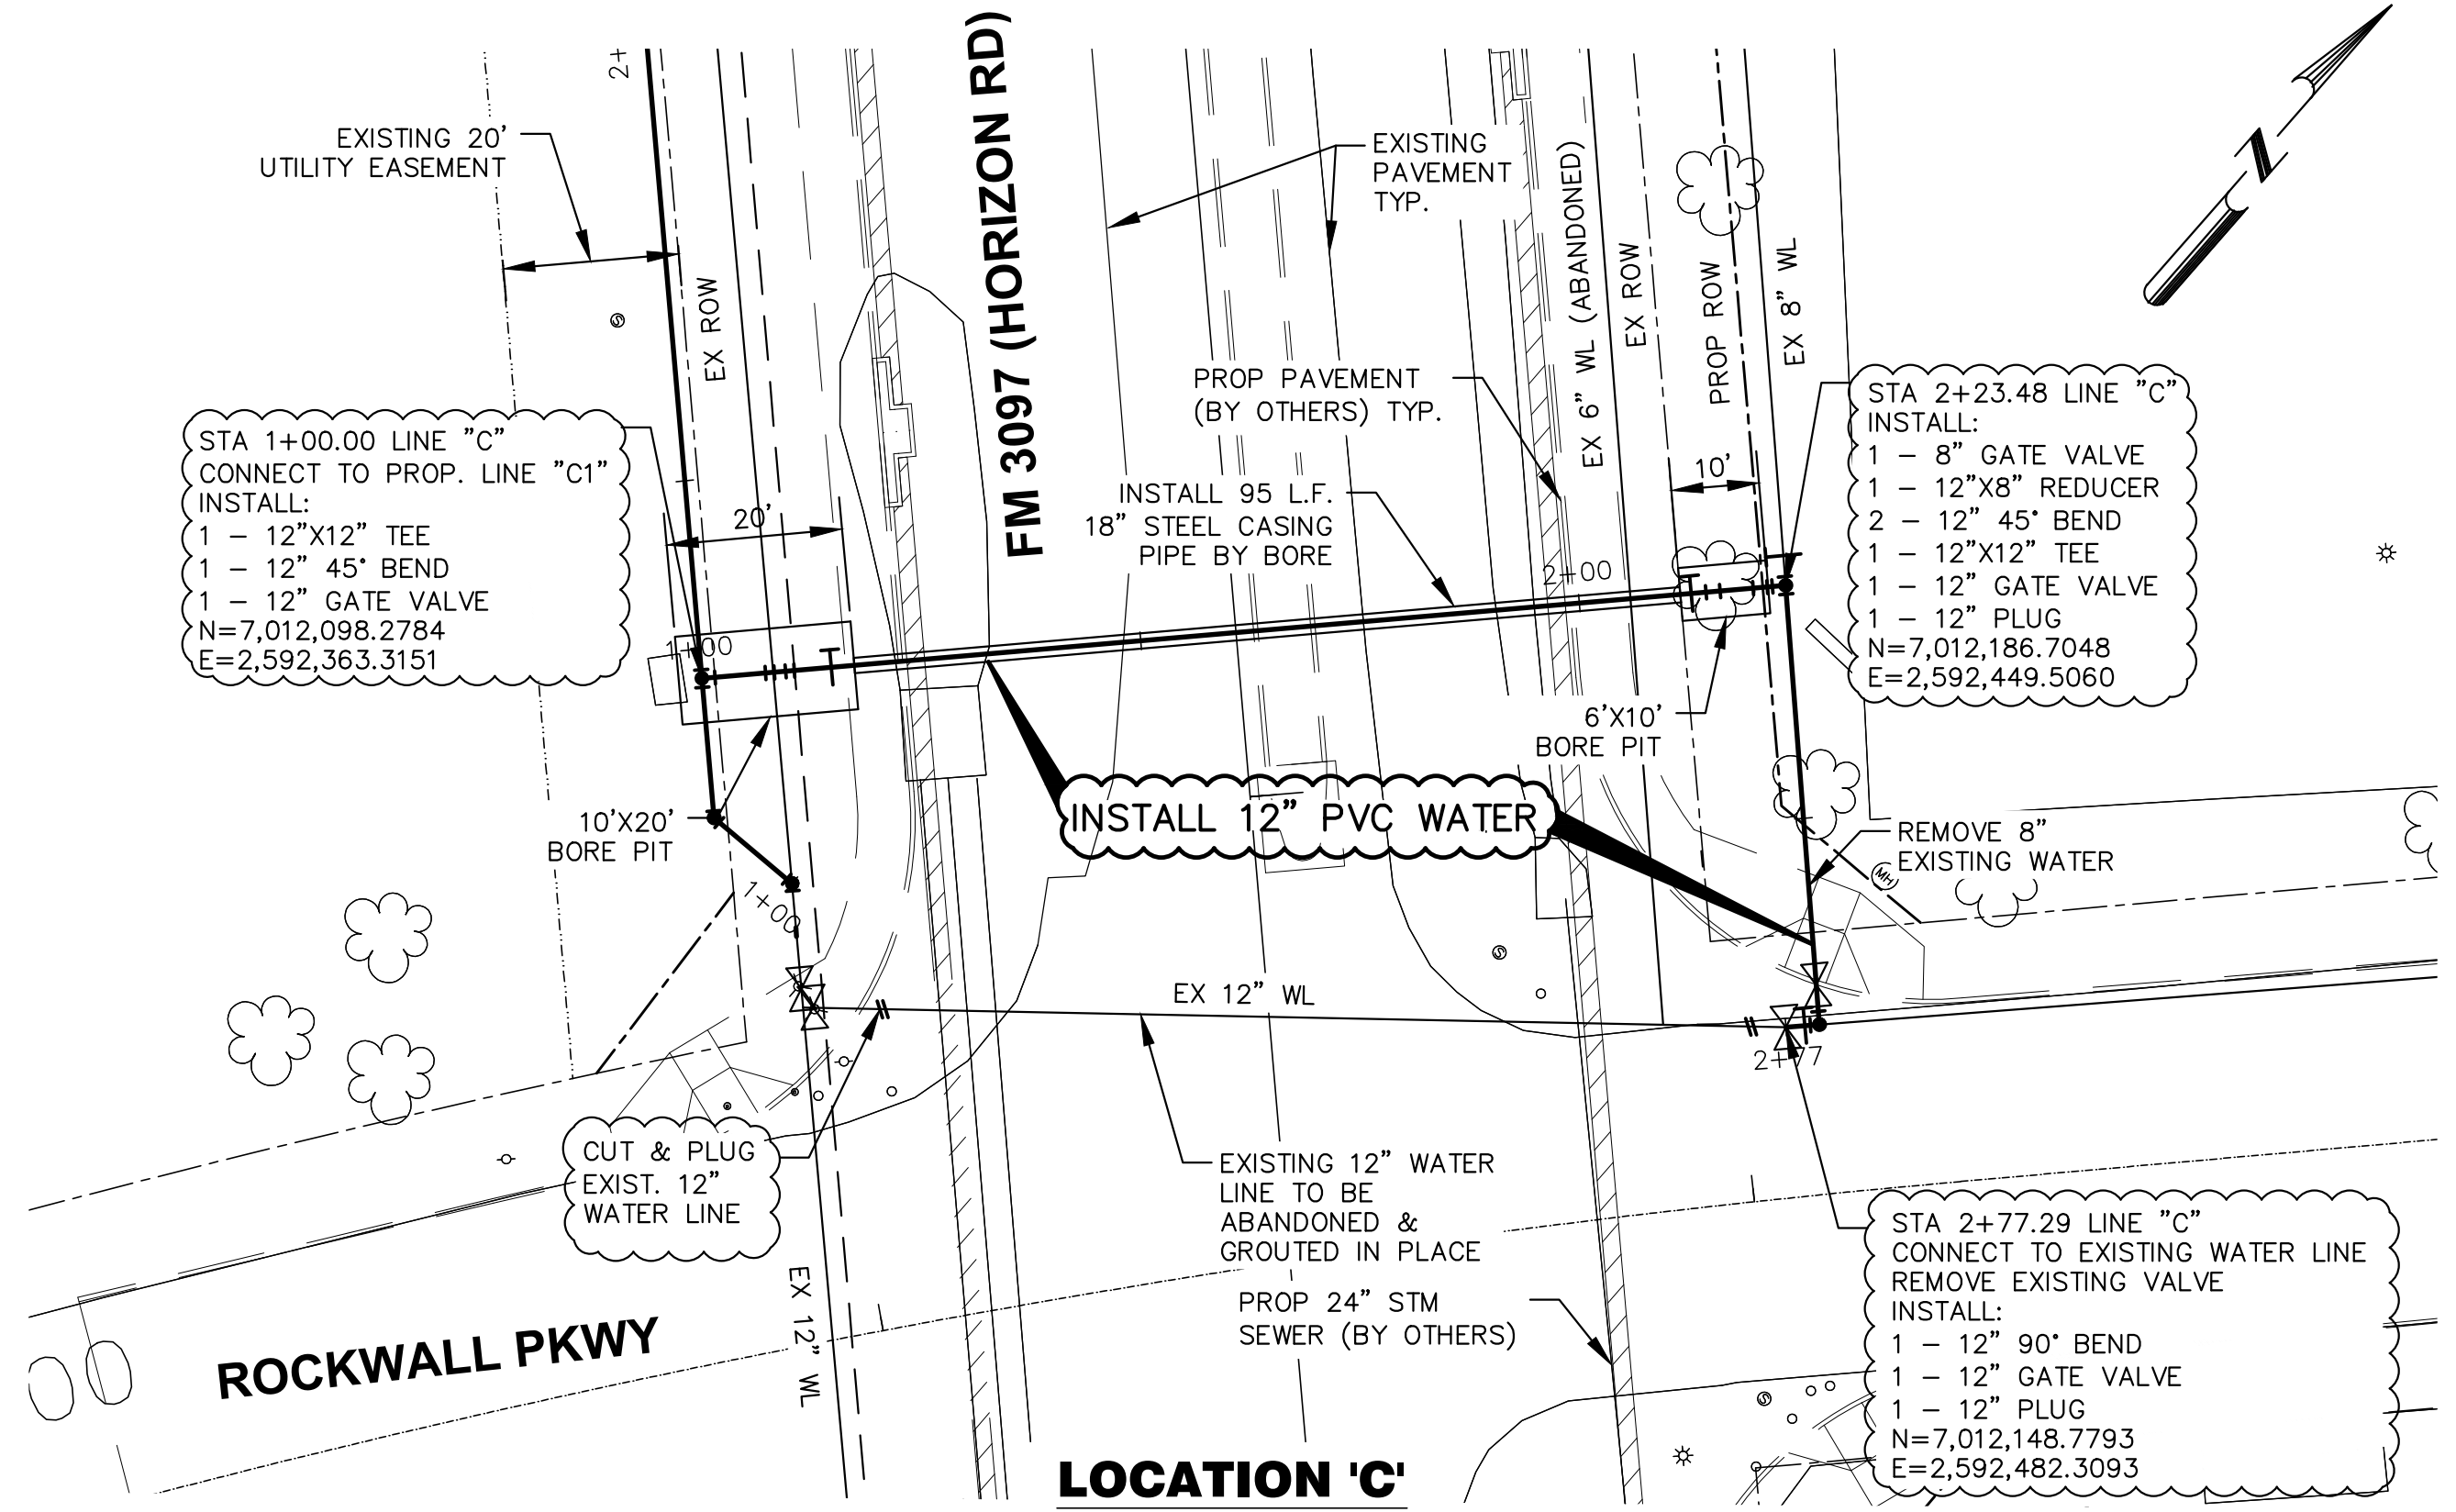 2+
FM 3097 (HORIZON RD)
EXISTING 20'
UTILITY EASEMENT
EXISTING
PAVEMENT
TYP.
Z
EX ROW
EX 6" WL (ABANDONED)
EX ROW
PROP ROW
EX 8" WL
S
PROP PAVEMENT
(BY OTHERS) TYP.
STA 1+00.00 LINE "C"
CONNECT TO PROP. LINE "C1"
INSTALL:
1 - 12"X12" TEE
1 - 12" 45° BEND
1 - 12" GATE VALVE
N=7,012,098.2784
E=2,592,363.3151
20'
INSTALL 95 L.F.
18" STEEL CASING
PIPE BY BORE
10'
STA 2+23.48 LINE "C"
INSTALL:
1 - 8" GATE VALVE
1 - 12"X8" REDUCER
2 - 12" 45° BEND
1 - 12"X12" TEE
1 - 12" GATE VALVE
1 - 12" PLUG
N=7,012,186.7048
E=2,592,449.5060
2+00
1+00
6'X10'
BORE PIT
10'X20'
BORE PIT
INSTALL 12" PVC WATER
REMOVE 8"
EXISTING WATER
MH
1+00
S
EX 12" WL
2+77
CUT & PLUG
EXIST. 12"
WATER LINE
EXISTING 12" WATER
LINE TO BE
ABANDONED &
GROUTED IN PLACE
EX 12" WL
PROP 24" STM
SEWER (BY OTHERS)
STA 2+77.29 LINE "C"
CONNECT TO EXISTING WATER LINE
REMOVE EXISTING VALVE
INSTALL:
1 - 12" 90° BEND
1 - 12" GATE VALVE
1 - 12" PLUG
N=7,012,148.7793
E=2,592,482.3093
ROCKWALL PKWY
S
LOCATION 'C'